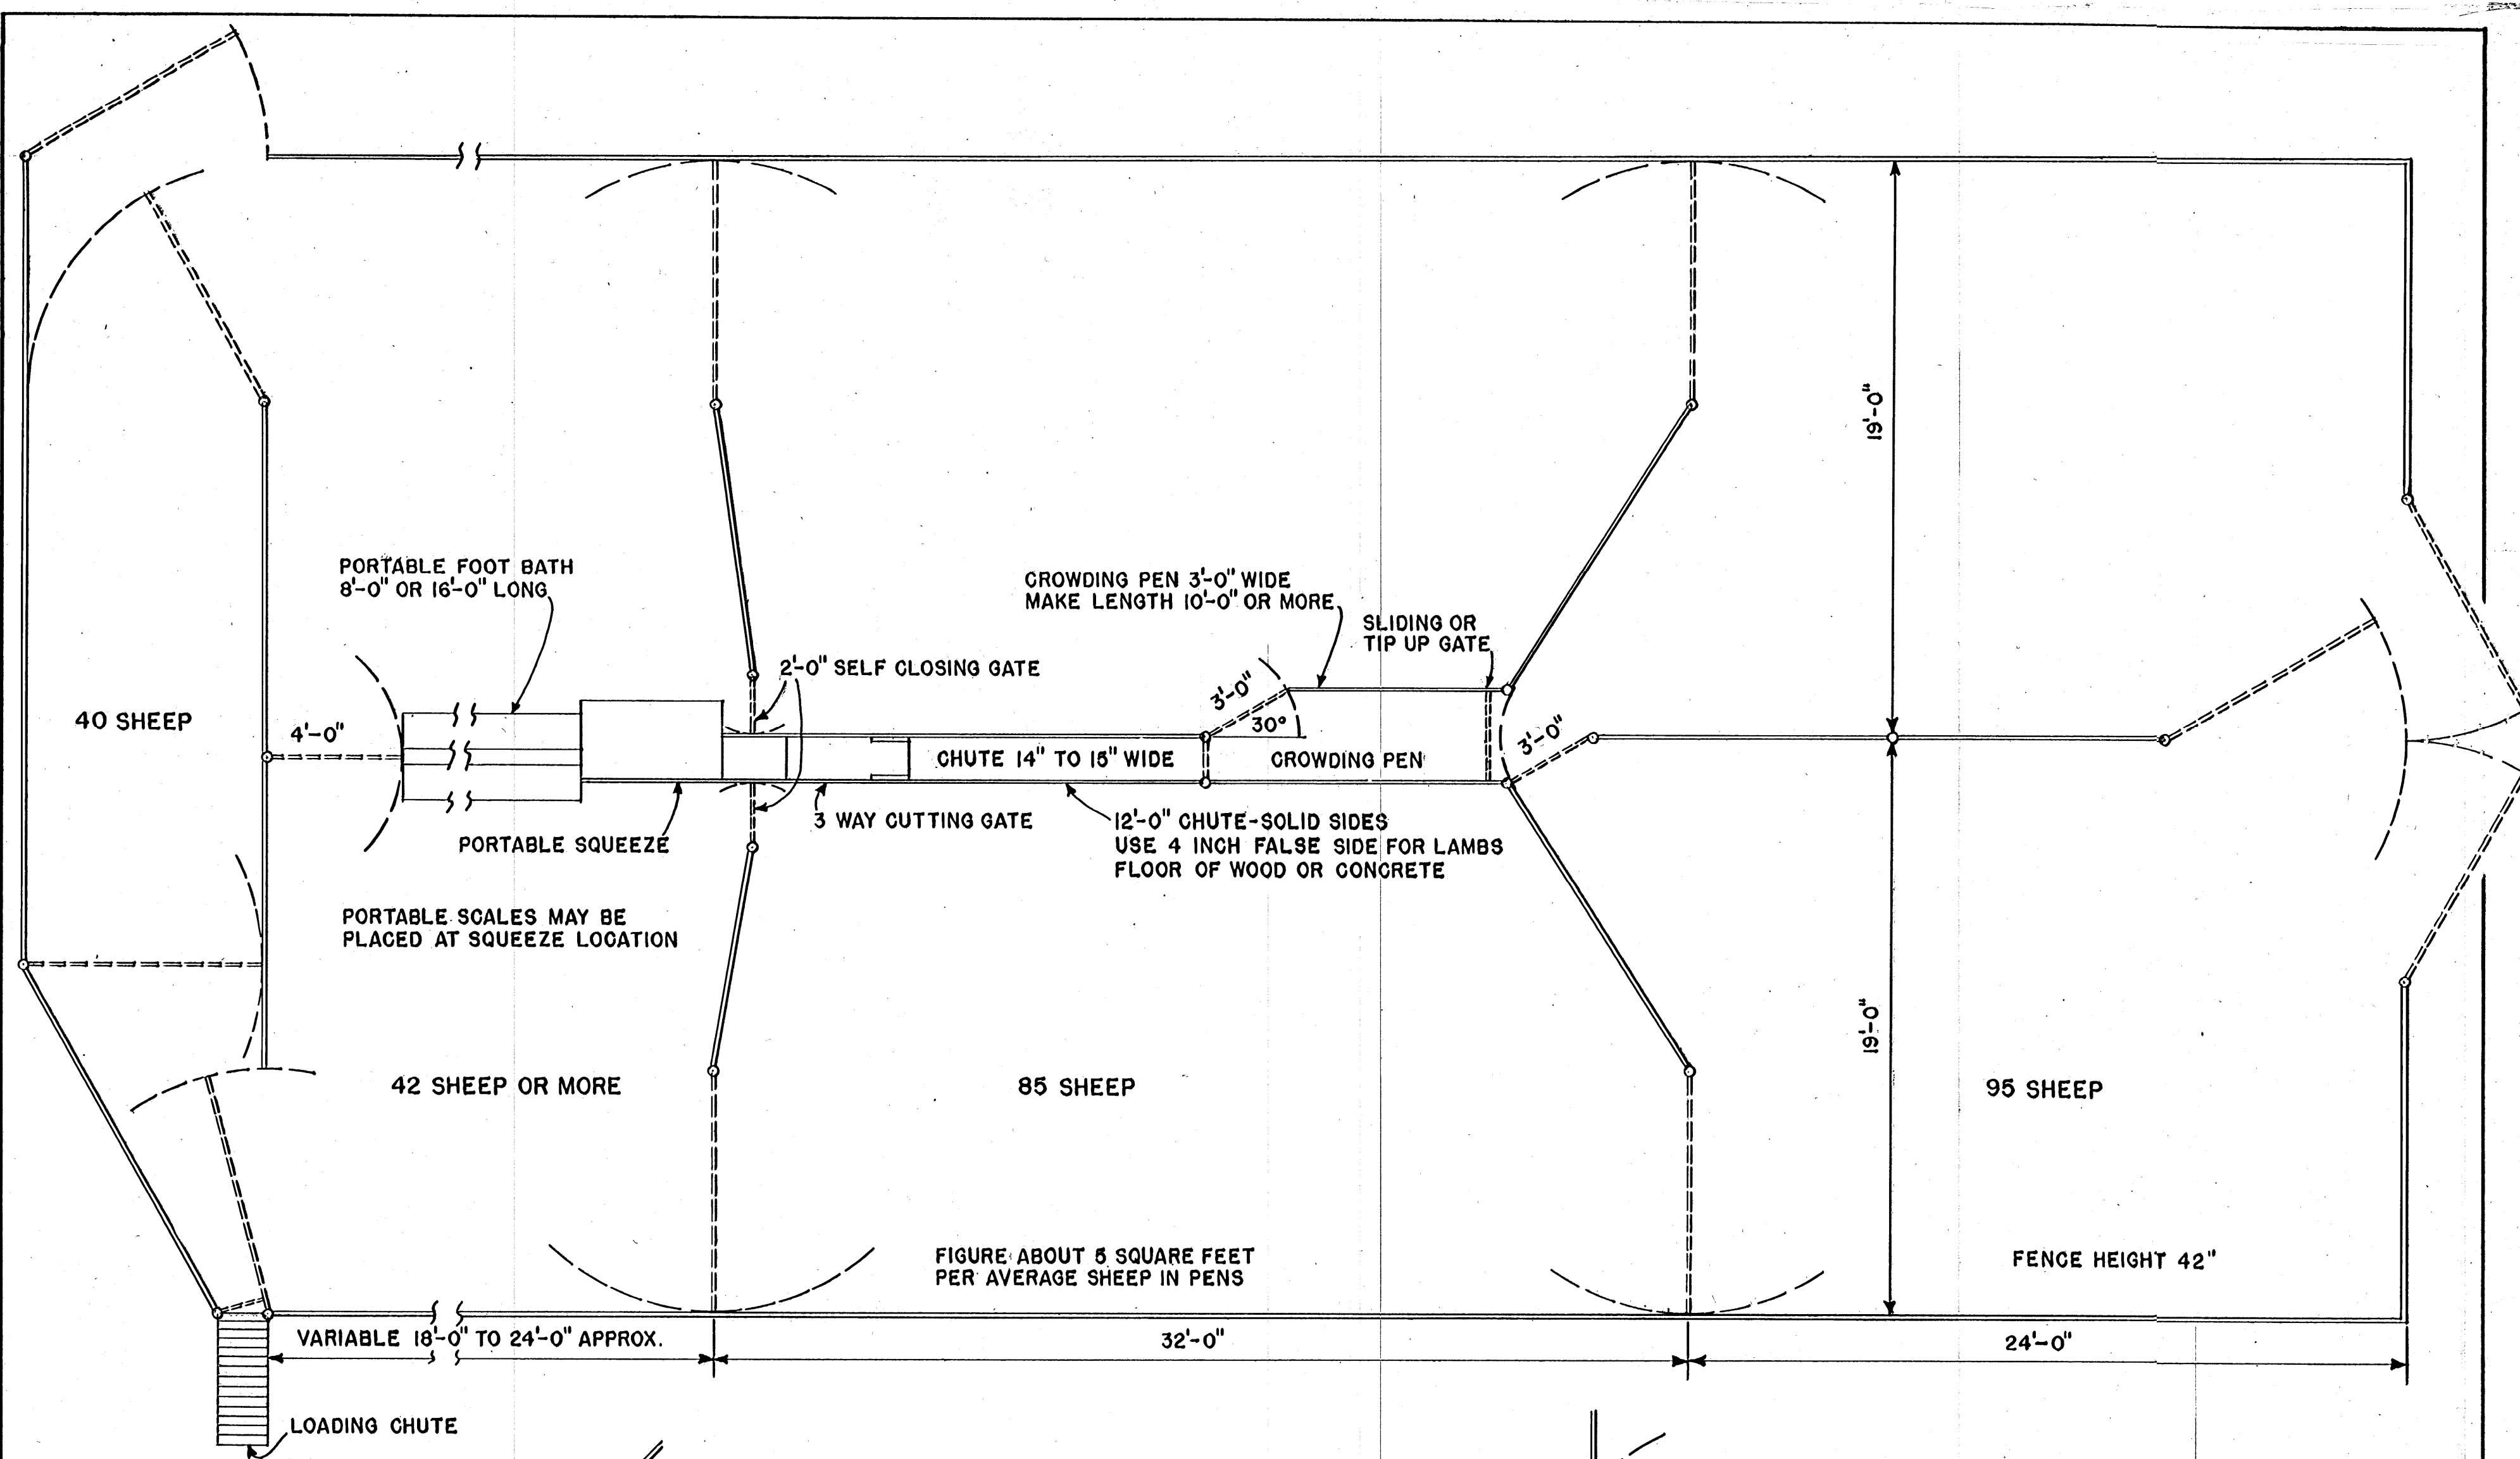 19'-0"
PORTABLE FOOT BATH
8'-0" OR 16'-0" LONG
CROWDING PEN 3'-0" WIDE
MAKE LENGTH 10'-0" OR MORE
SLIDING OR
TIP UP GATE
2'-0" SELF CLOSING GATE
3'-0"
30°
3'-0"
40 SHEEP
4'-0"
CHUTE 14" TO 15" WIDE
CROWDING PEN
3 WAY CUTTING GATE
PORTABLE SQUEEZE
12'-0" CHUTE-SOLID SIDES
USE 4 INCH FALSE SIDE FOR LAMBS
FLOOR OF WOOD OR CONCRETE
PORTABLE SCALES MAY BE
PLACED AT SQUEEZE LOCATION
19'-0"
42 SHEEP OR MORE
85 SHEEP
95 SHEEP
FIGURE ABOUT 5 SQUARE FEET
PER AVERAGE SHEEP IN PENS
FENCE HEIGHT 42"
VARIABLE 18'-0" TO 24'-0" APPROX.
32'-0"
24'-0"
LOADING CHUTE